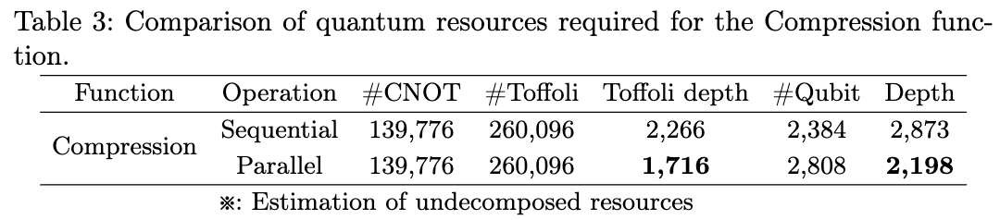 Table 3: Comparison of quantum resources required for the Compression func-
tion.
Function Operation #CNOT #Toffoli Toffoli depth #Qubit Depth
Compression
Sequential 139,776 260,096 2,266 2,384 2,873
Parallel 139,776 260,096 1,716 2,808 2,198
※: Estimation of undecomposed resources